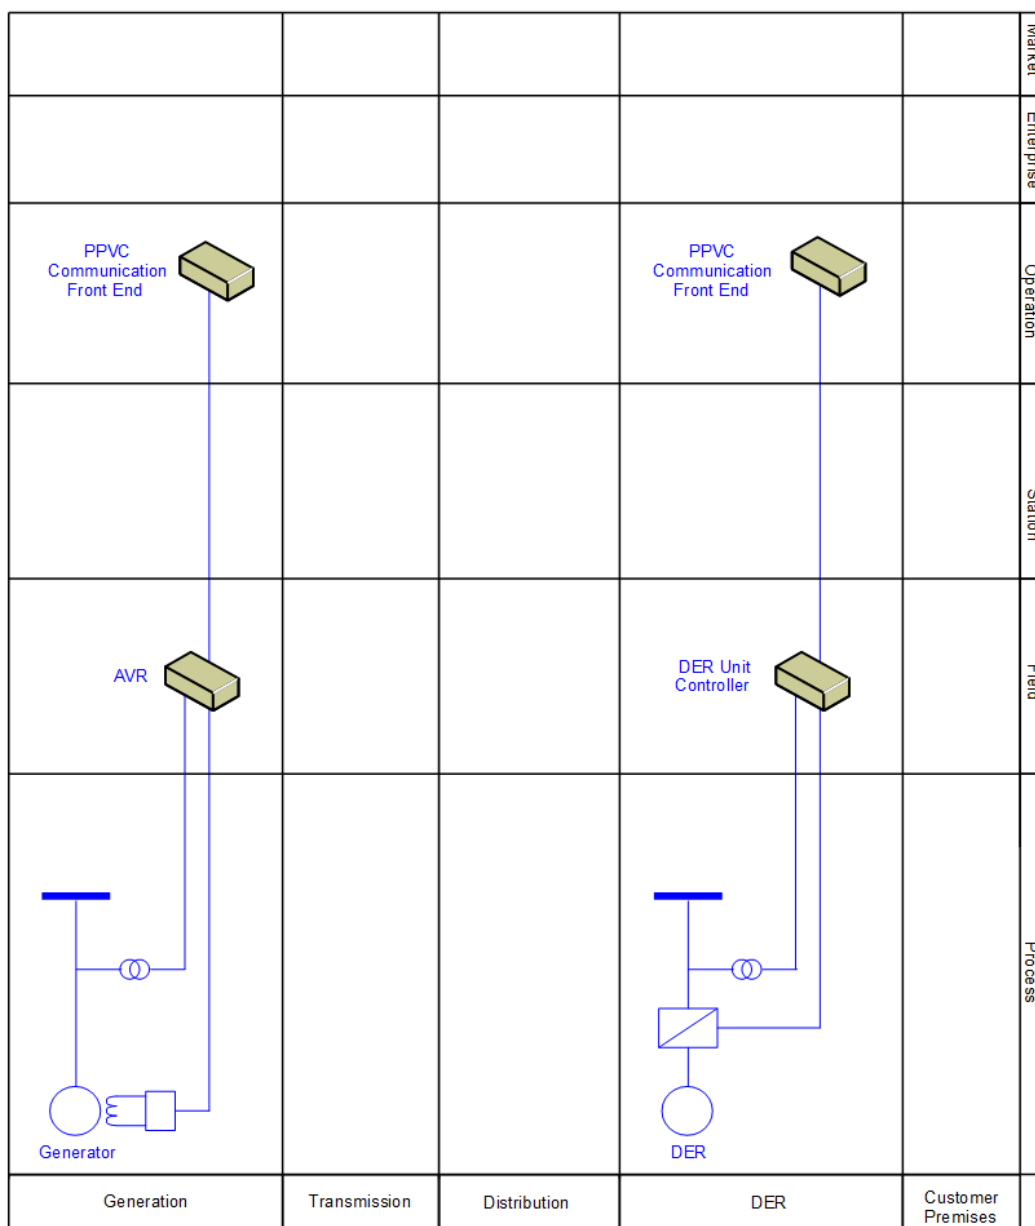 Market
Enterprise
PPVC
Communication
Front End
PPVC
Communication
Front End
Operation
Station
AVR
DER Unit
Controller
Field
Process
Generator
DER
Generation
Transmission
Distribution
DER
Customer
Premises